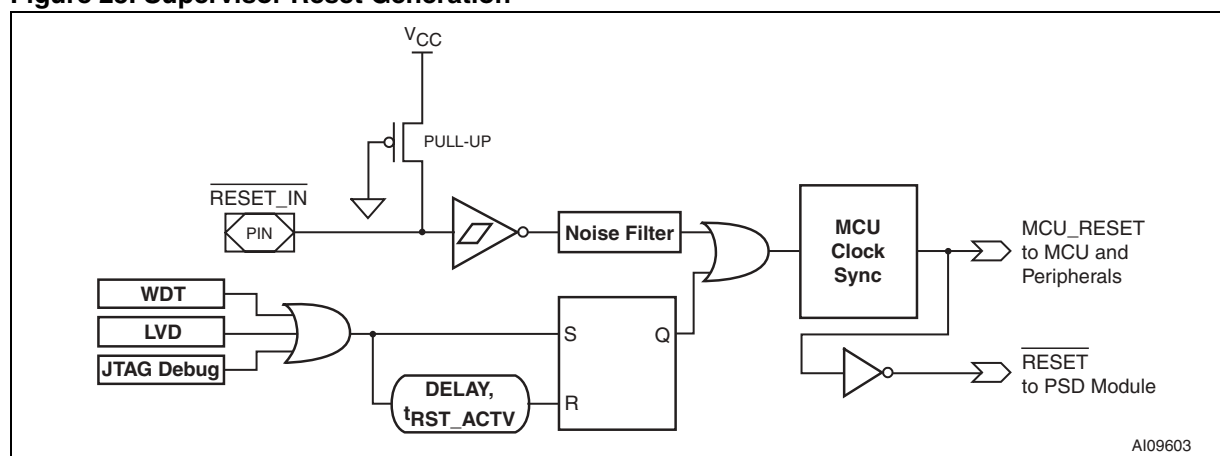 Figure 28. Supervisor Reset Generation
VCC
PULL-UP
RESET_IN
PIN
Noise Filter
MCU
Clock
Sync
MCU_RESET
to MCU and
Peripherals
WDT
LVD
JTAG Debug
S
Q
R
DELAY,
tRST_ACTV
RESET
to PSD Module
AI09603